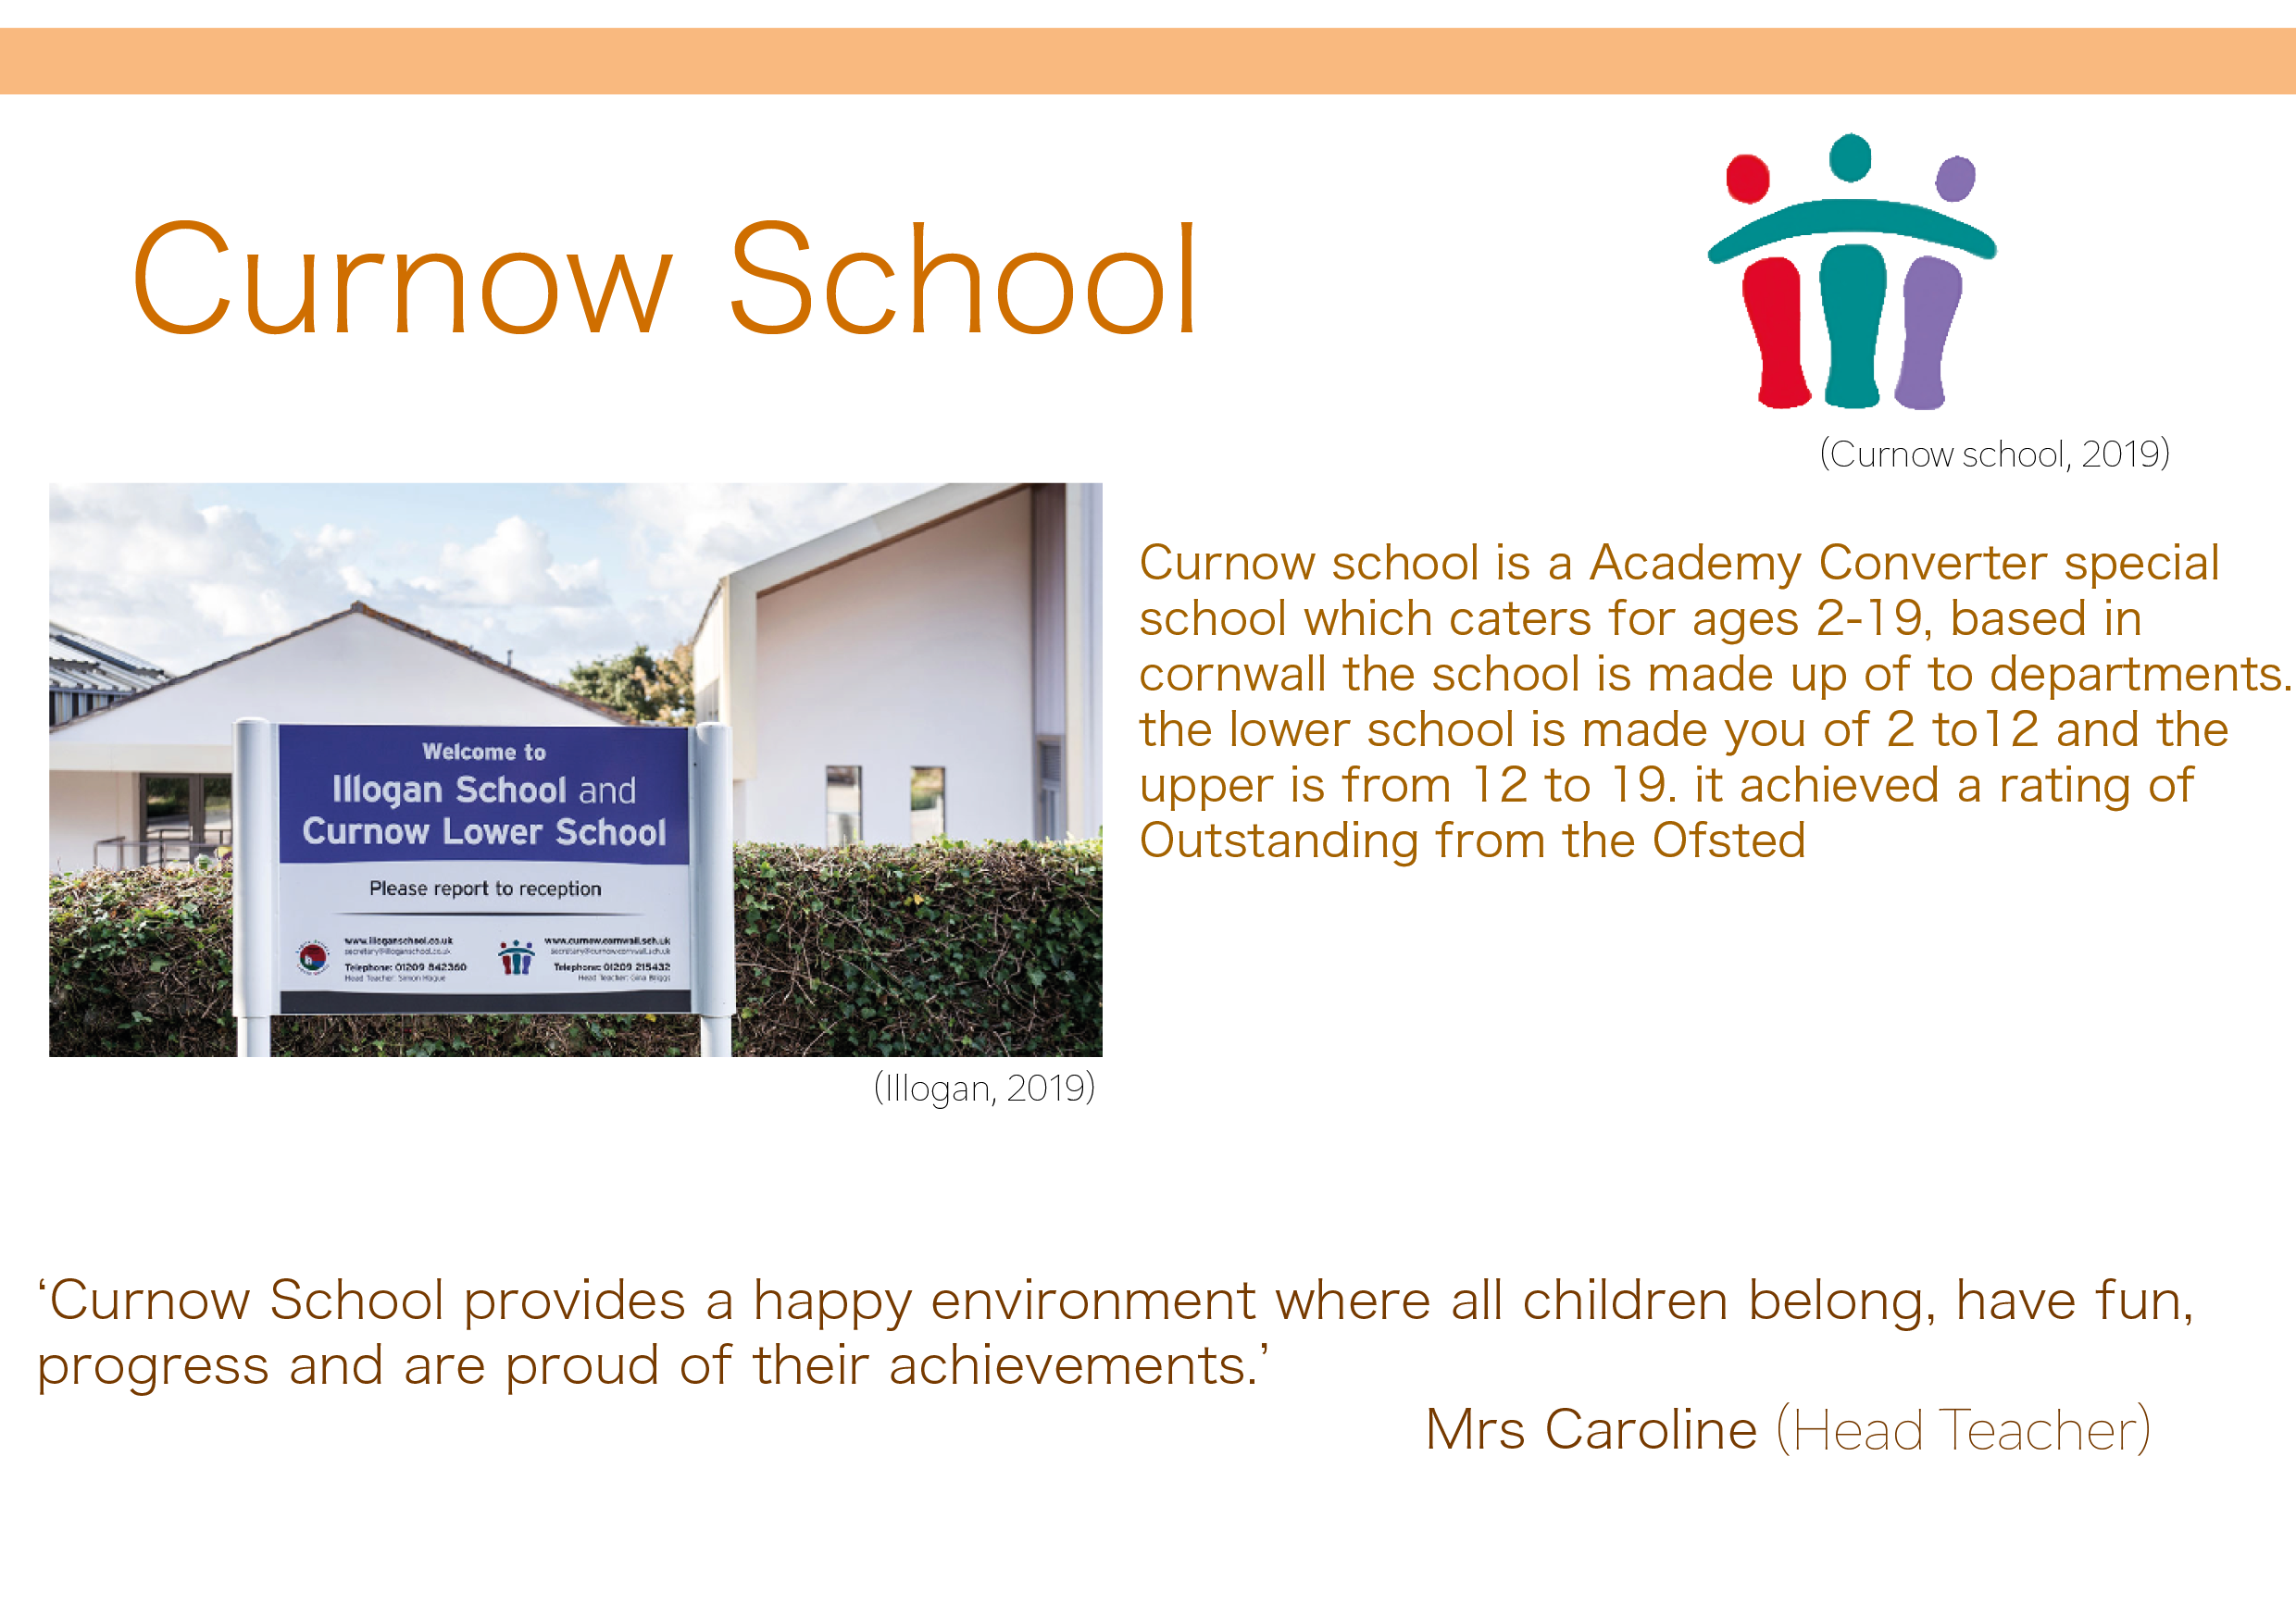 Curnow School
(Curnow school, 2019)
Welcome to
Illogan School and
Curnow Lower School
Please report to reception
www.illoganschool.co.uk
secretary@illoganschool.co.uk
Telephone: 01209 842360
Head Teacher: Simon Hague
www.curnow.cornwall.sch.uk
secretary@curnow.cornwall.sch.uk
Telephone: 01209 215432
Head Teacher: Gina Briggs
(Illogan, 2019)
Curnow school is a Academy Converter special
school which caters for ages 2-19, based in
cornwall the school is made up of to departments.
the lower school is made you of 2 to12 and the
upper is from 12 to 19. it achieved a rating of
Outstanding from the Ofsted
‘Curnow School provides a happy environment where all children belong, have fun,
progress and are proud of their achievements.’
Mrs Caroline (Head Teacher)